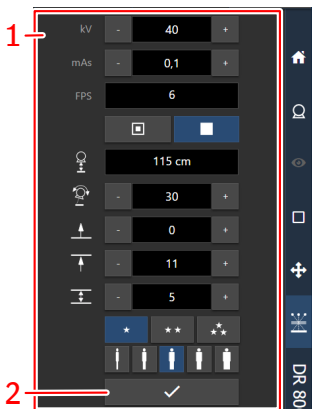 1
kV - 40 +
mAs - 0,1 +
FPS 6
115 cm
- 30 +
- 0 +
- 11 +
- 5 +
2
DR 80